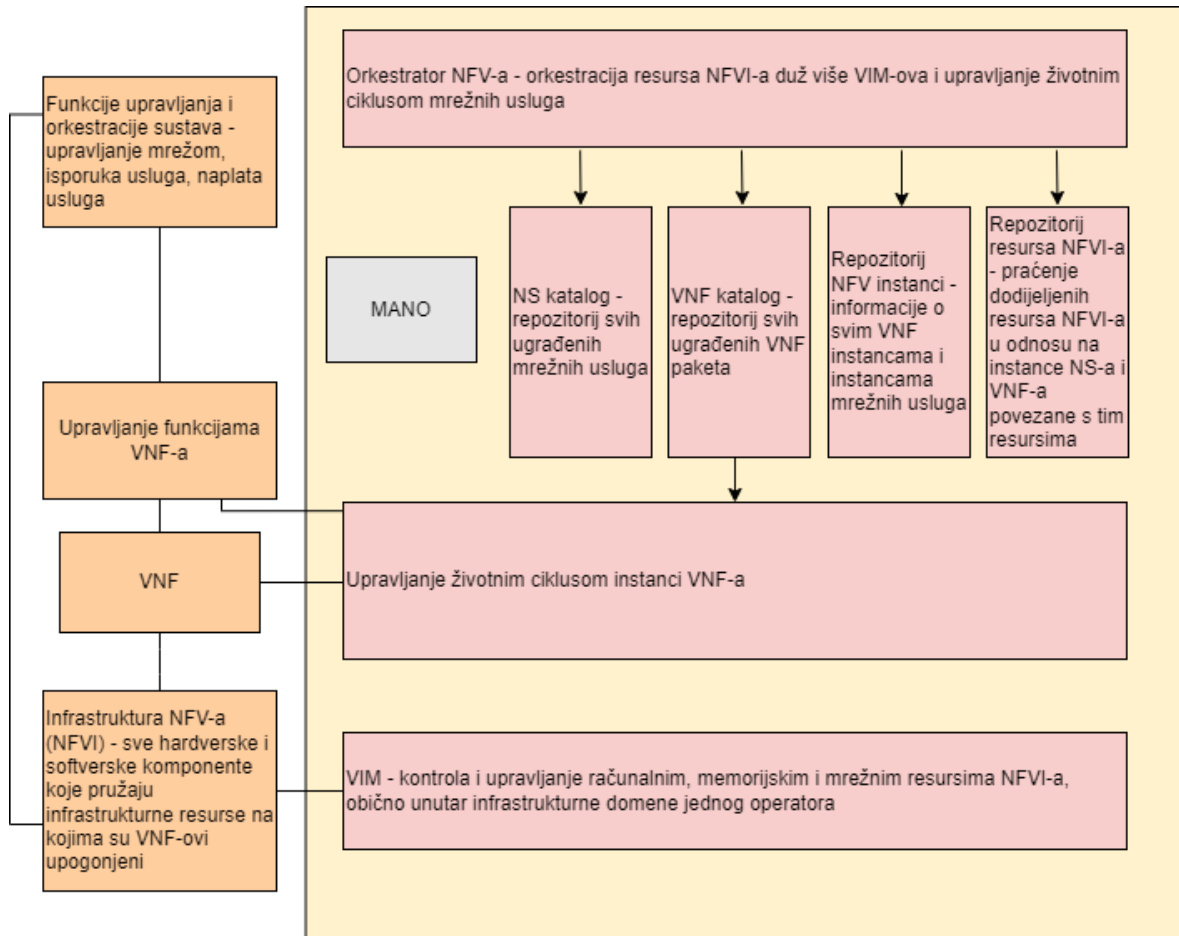 Orkestrator NFV-a - orkestracija resursa NFVI-a duž više VIM-ova i upravljanje životnim
ciklusom mrežnih usluga
Funkcije upravljanja i
orkestracije sustava -
upravljanje mrežom,
isporuka usluga, naplata
usluga
MANO
NS katalog -
repozitorij svih
ugrađenih
mrežnih usluga
VNF katalog -
repozitorij svih
ugrađenih VNF
paketa
Repozitorij
NFV instanci -
informacije o
svim VNF
instancama i
instancama
mrežnih usluga
Repozitorij
resursa NFVI-a
- praćenje
dodijeljenih
resursa NFVI-a
u odnosu na
instance NS-a i
VNF-a
povezane s tim
resursima
Upravljanje funkcijama
VNF-a
VNF
Upravljanje životnim ciklusom instanci VNF-a
Infrastruktura NFV-a
(NFVI) - sve hardverske i
softverske komponente
koje pružaju
infrastrukturne resurse na
kojima su VNF-ovi
upogonjeni
VIM - kontrola i upravljanje računalnim, memorijskim i mrežnim resursima NFVI-a,
obično unutar infrastrukturne domene jednog operatora